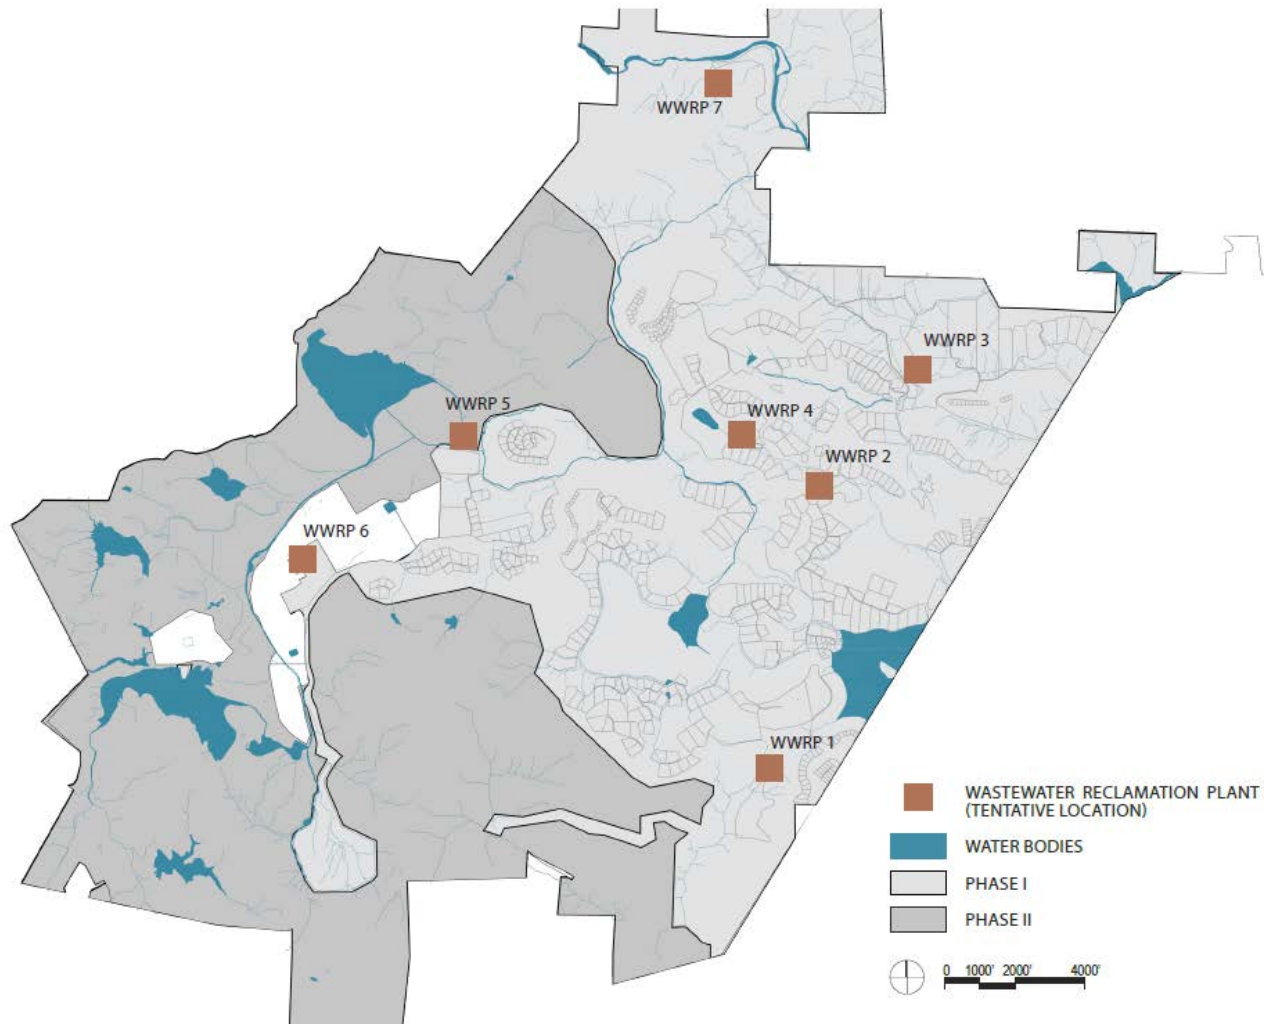 WWRP 7
WWRP 3
WWRP 5
WWRP 4
WWRP 2
WWRP 6
WWRP 1
WASTEWATER RECLAMATION PLANT
(TENTATIVE LOCATION)
WATER BODIES
PHASE I
PHASE II
0 1000' 2000' 4000'